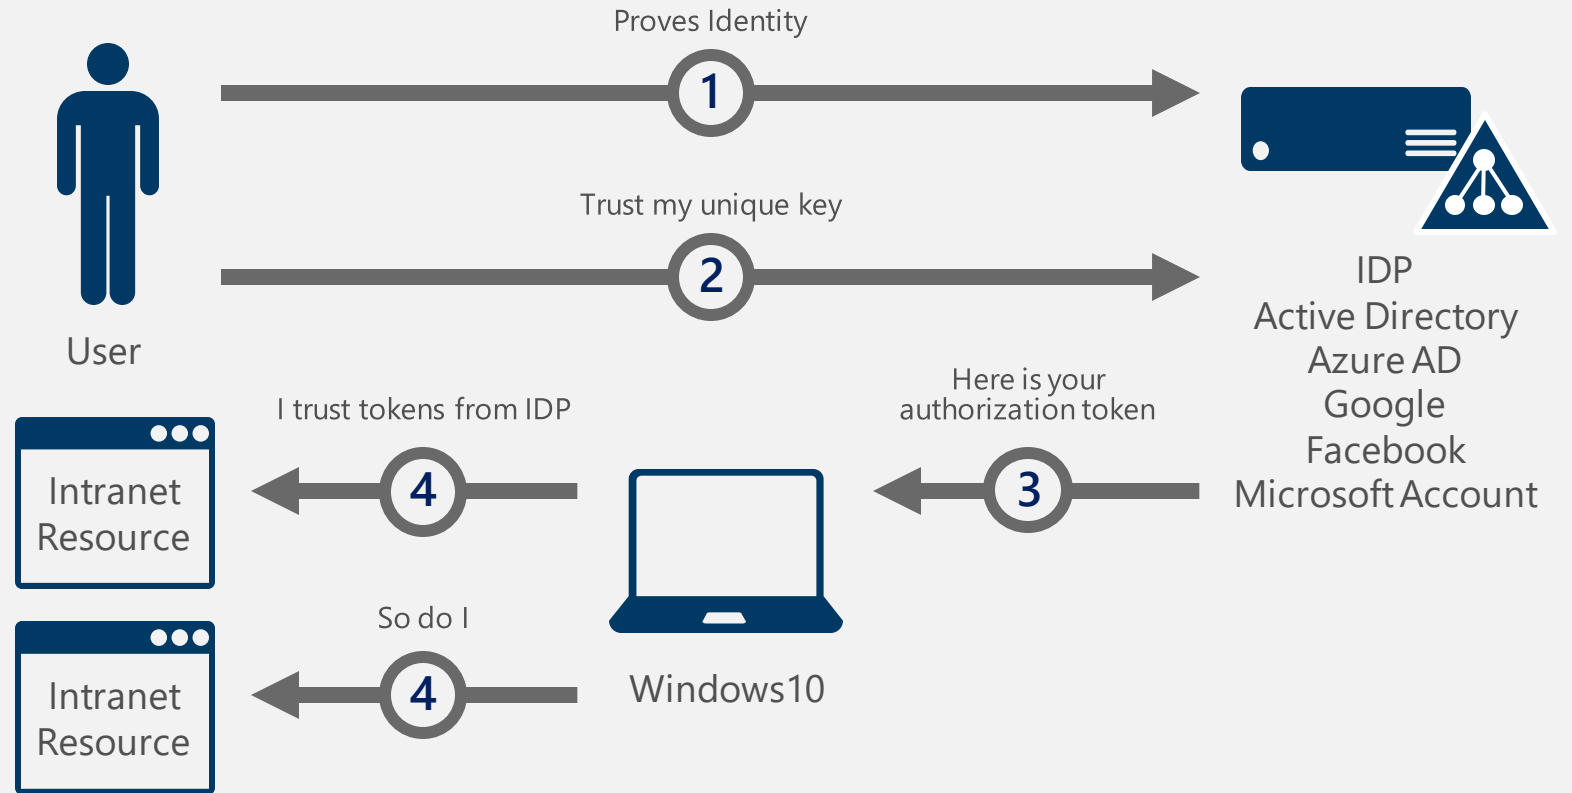 Proves Identity
1
Trust my unique key
2
User
IDP
Active Directory
Azure AD
Google
Facebook
Microsoft Account
Here is your
authorization token
3
I trust tokens from IDP
4
Intranet
Resource
So do I
4
Intranet
Resource
Windows10